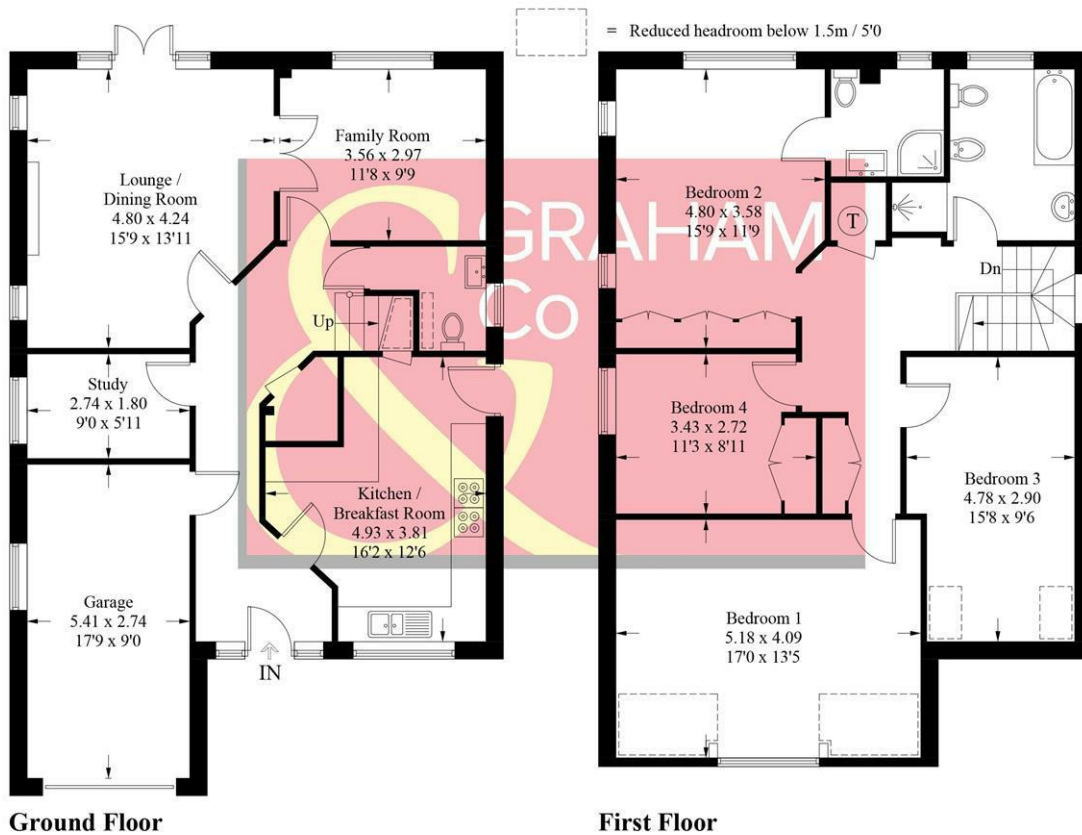 = Reduced headroom below 1.5m / 5'0
Family Room
3.56 x 2.97
11'8 x 9'9
Lounge /
Dining Room
4.80 x 4.24
15'9 x 13'11
Up
Study
2.74 x 1.80
9'0 x 5'11
Kitchen /
Breakfast Room
4.93 x 3.81
16'2 x 12'6
Garage
5.41 x 2.74
17'9 x 9'0
IN
Ground Floor
Bedroom 2
4.80 x 3.58
15'9 x 11'9
T
Dn
Bedroom 4
3.43 x 2.72
11'3 x 8'11
Bedroom 3
4.78 x 2.90
15'8 x 9'6
Bedroom 1
5.18 x 4.09
17'0 x 13'5
First Floor
&
GRAHAM
Co